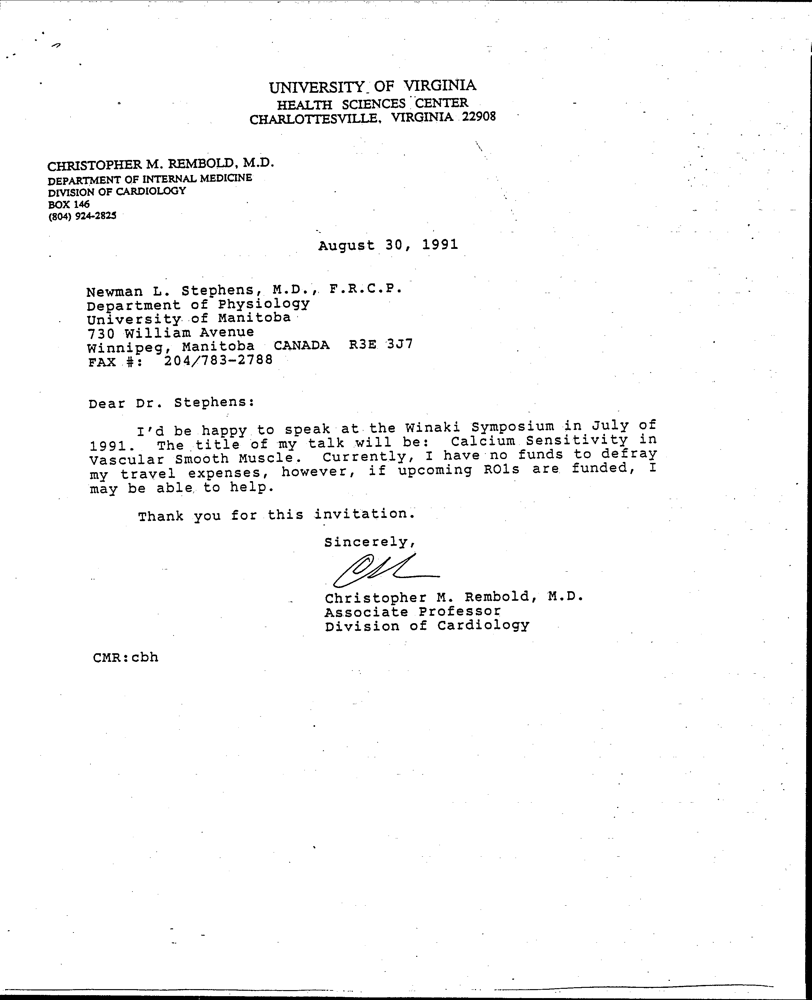 UNIVERSITY OF VIRGINIA
HEALTH SCIENCES CENTER
CHARLOTTESVILLE, VIRGINIA 22908
CHRISTOPHER M. REMBOLD, M.D.
DEPARTMENT OF INTERNAL MEDICINE
DIVISION OF CARDIOLOGY
BOX 146
(804) 924-2825
August 30, 1991
Newman L. Stephens, M.D., F.R.C.P.
Department of Physiology
University of Manitoba
730 William Avenue
Winnipeg, Manitoba CANADA R3E 3J7
FAX #: 204/783-2788
Dear Dr. Stephens:
I'd be happy to speak at the Winaki Symposium in July of
1991. The title of my talk will be: Calcium Sensitivity in
Vascular Smooth Muscle. Currently, I have no funds to defray
my travel expenses, however, if upcoming RO1s are funded, I
may be able to help.
Thank you for this invitation.
Sincerely,
Christopher M. Rembold, M.D.
Associate Professor
Division of Cardiology
CMR:cbh